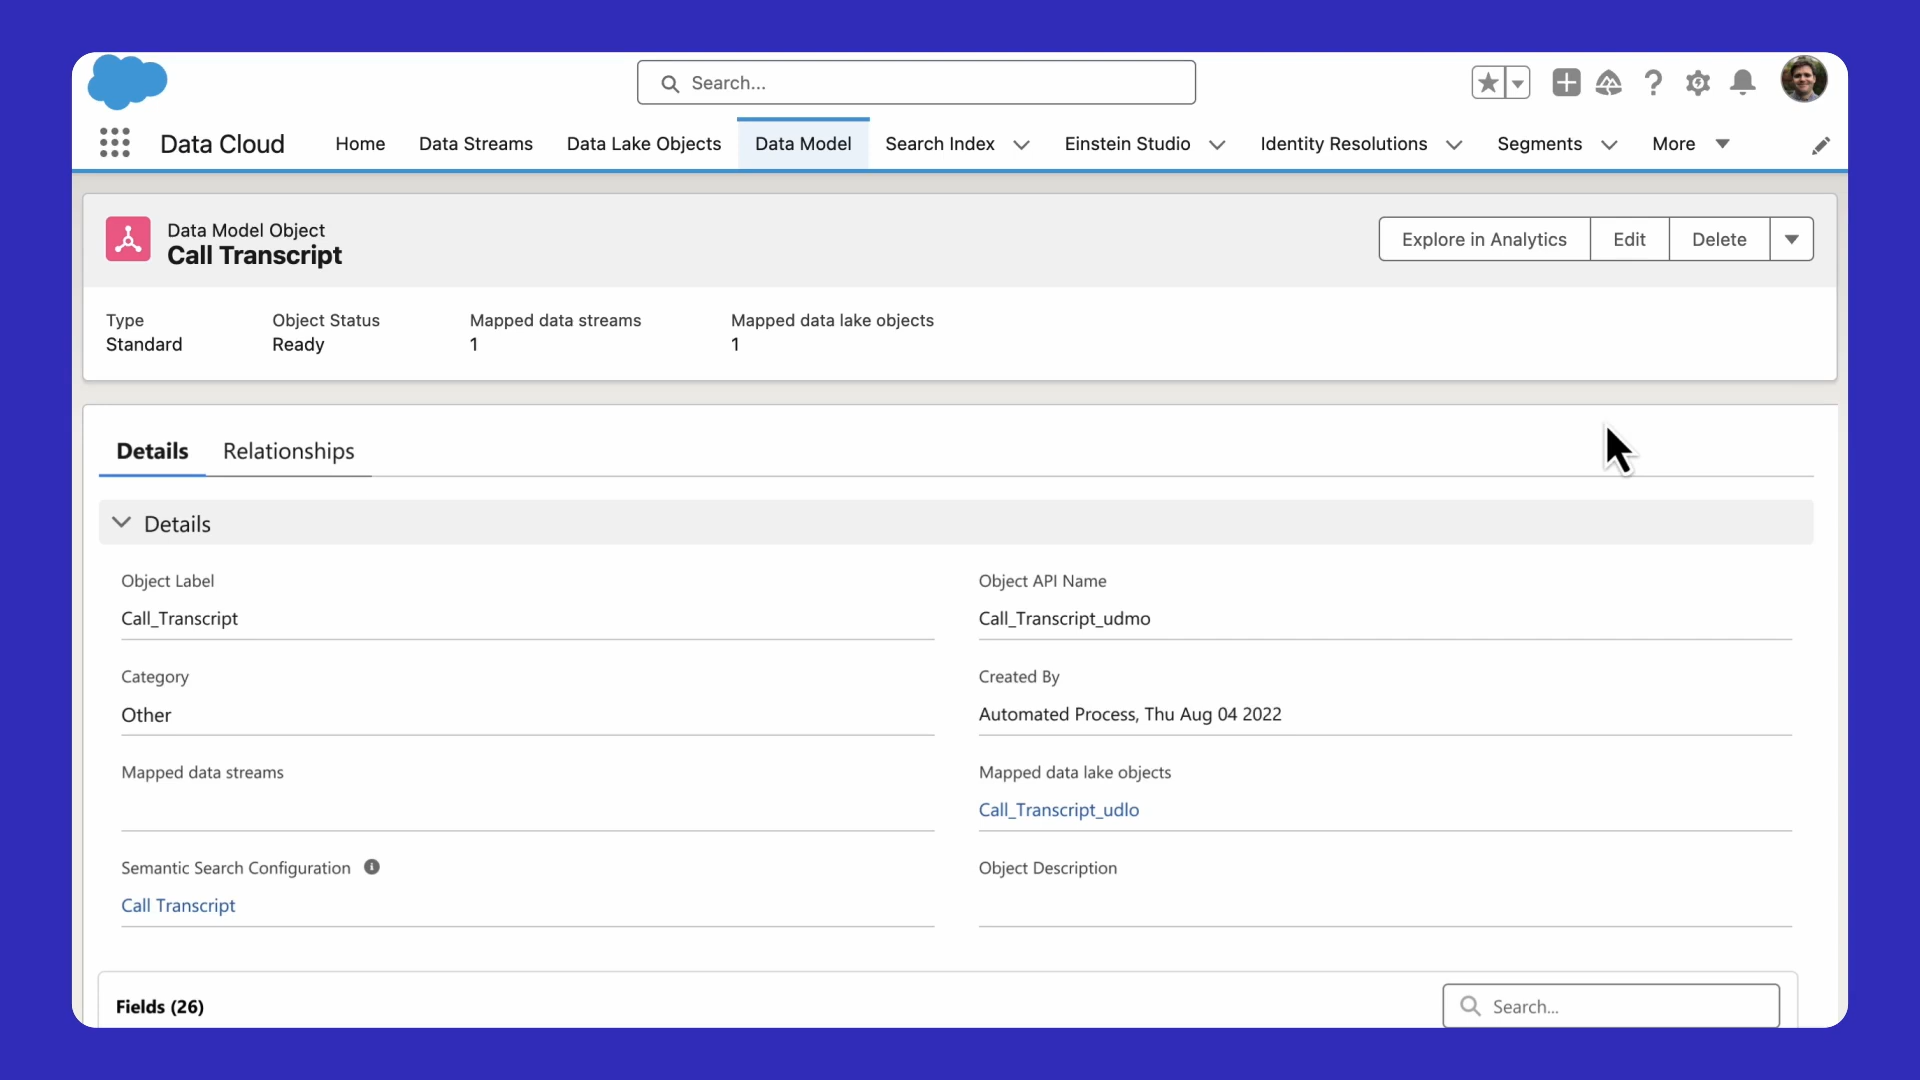 Search...
Data Cloud Home Data Streams Data Lake Objects Data Model Search Index Einstein Studio Identity Resolutions Segments More
Data Model Object
Call Transcript
Explore in Analytics Edit Delete
Type Object Status Mapped data streams Mapped data lake objects
Standard Ready 1 1
Details Relationships
Details
Object Label Object API Name
Call_Transcript Call_Transcript_udmo
Category Created By
Other Automated Process, Thu Aug 04 2022
Mapped data streams Mapped data lake objects
Call_Transcript_udlo
Semantic Search Configuration Object Description
Call Transcript
Fields (26) Search...